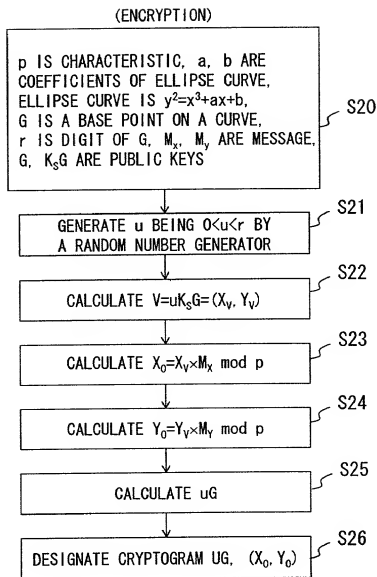 (ENCRYPTION)
p IS CHARACTERISTIC, a, b ARE
COEFFICIENTS OF ELLIPSE CURVE,
ELLIPSE CURVE IS y²=x³+ax+b,
G IS A BASE POINT ON A CURVE,
r IS DIGIT OF G, Mₓ, Mᵧ ARE MESSAGE,
G, KₛG ARE PUBLIC KEYS
S20
GENERATE u BEING 0<u<r BY
A RANDOM NUMBER GENERATOR
S21
CALCULATE V=uKₛG=(Xᵥ, Yᵥ)
S22
CALCULATE X₀=Xᵥ×Mₓ mod p
S23
CALCULATE Y₀=Yᵥ×Mᵧ mod p
S24
CALCULATE uG
S25
DESIGNATE CRYPTOGRAM UG, (X₀, Y₀)
S26